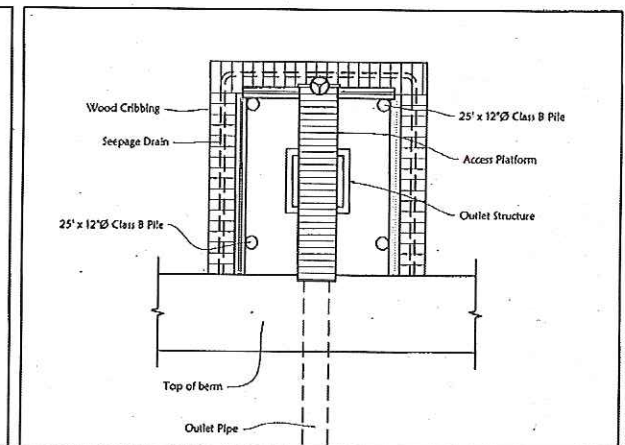 Wood Cribbing
Seepage Drain
25' x 12"Ø Class B Pile
Access Platform
Outlet Structure
25' x 12"Ø Class B Pile
Top of berm
Outlet Pipe